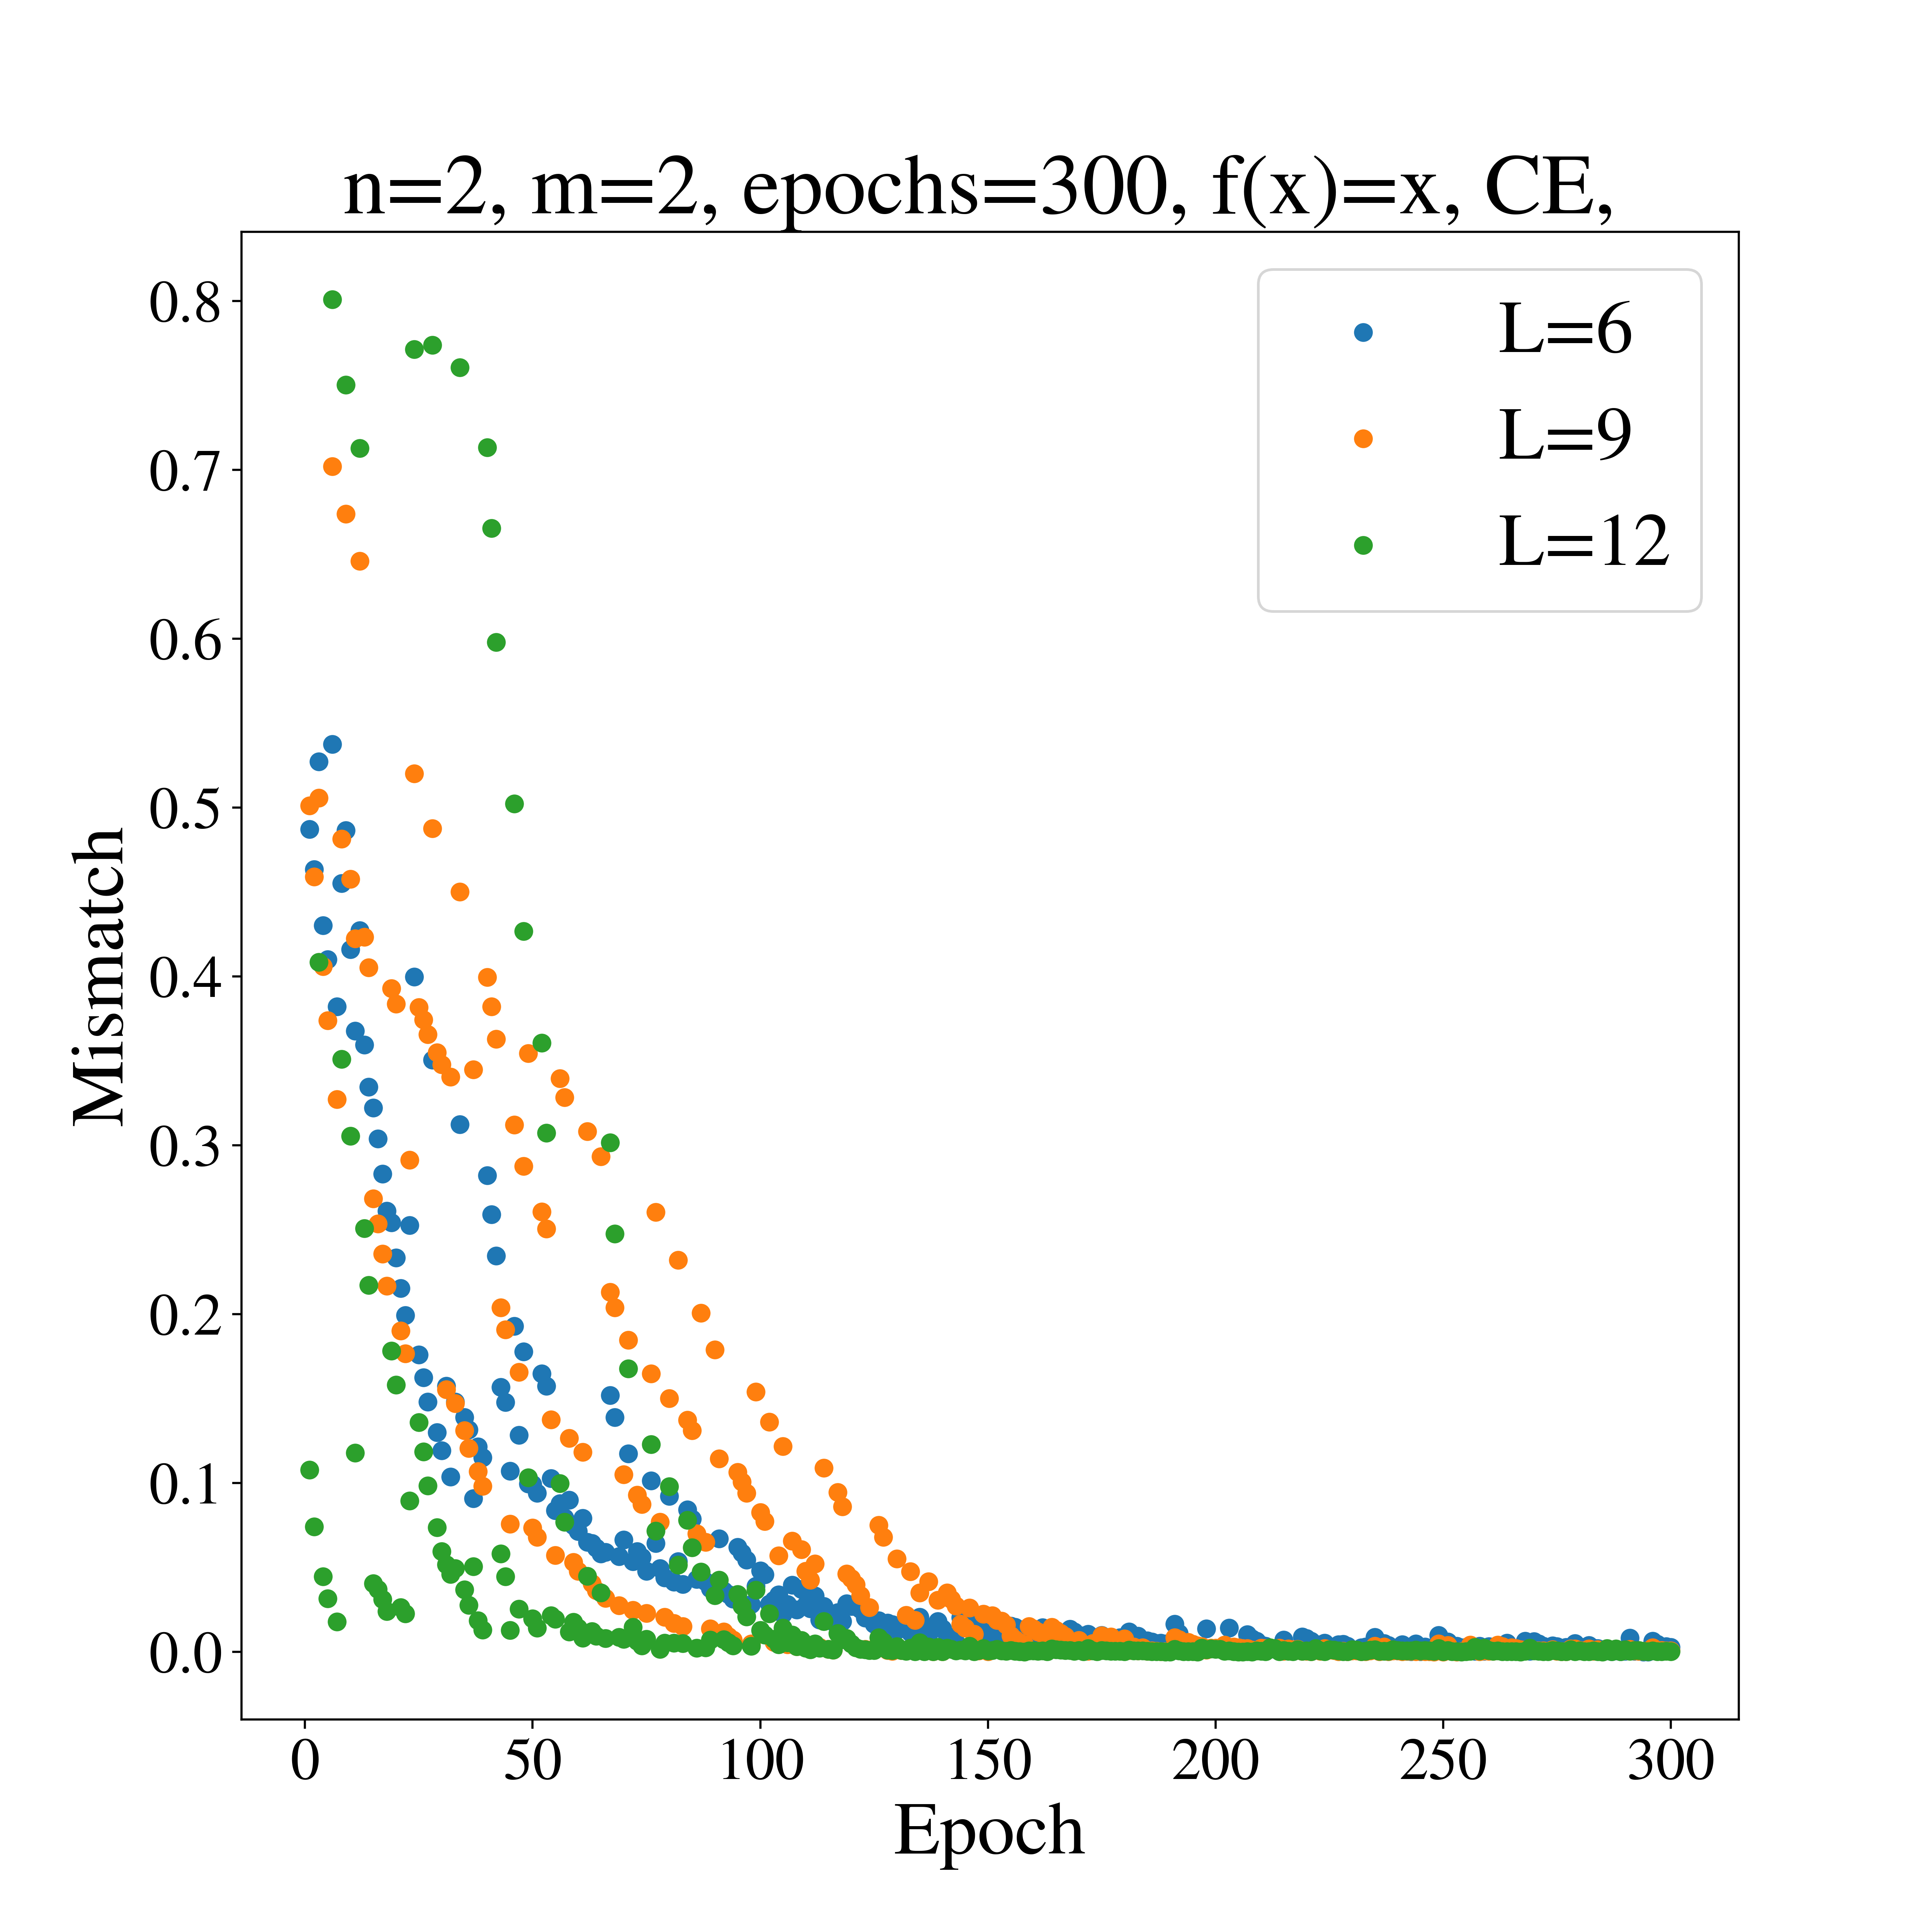 n=2, m=2, epochs=300, f(x)=x, CE,
L=6
L=9
L=12
Mismatch
0.8
0.7
0.6
0.5
0.4
0.3
0.2
0.1
0.0
0 50 100 150 200 250 300
Epoch